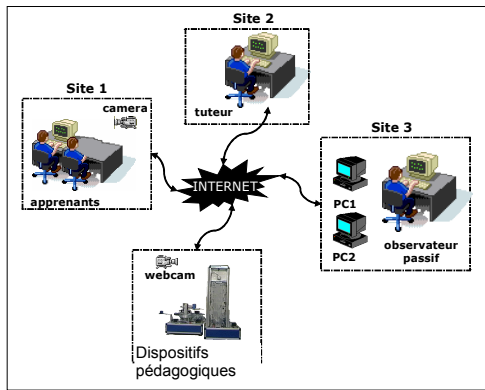 Site 2
tuteur
Site 1
camera
apprenants
Site 3
PC1
PC2
observateur
passif
INTERNET
webcam
Dispositifs
pédagogiques